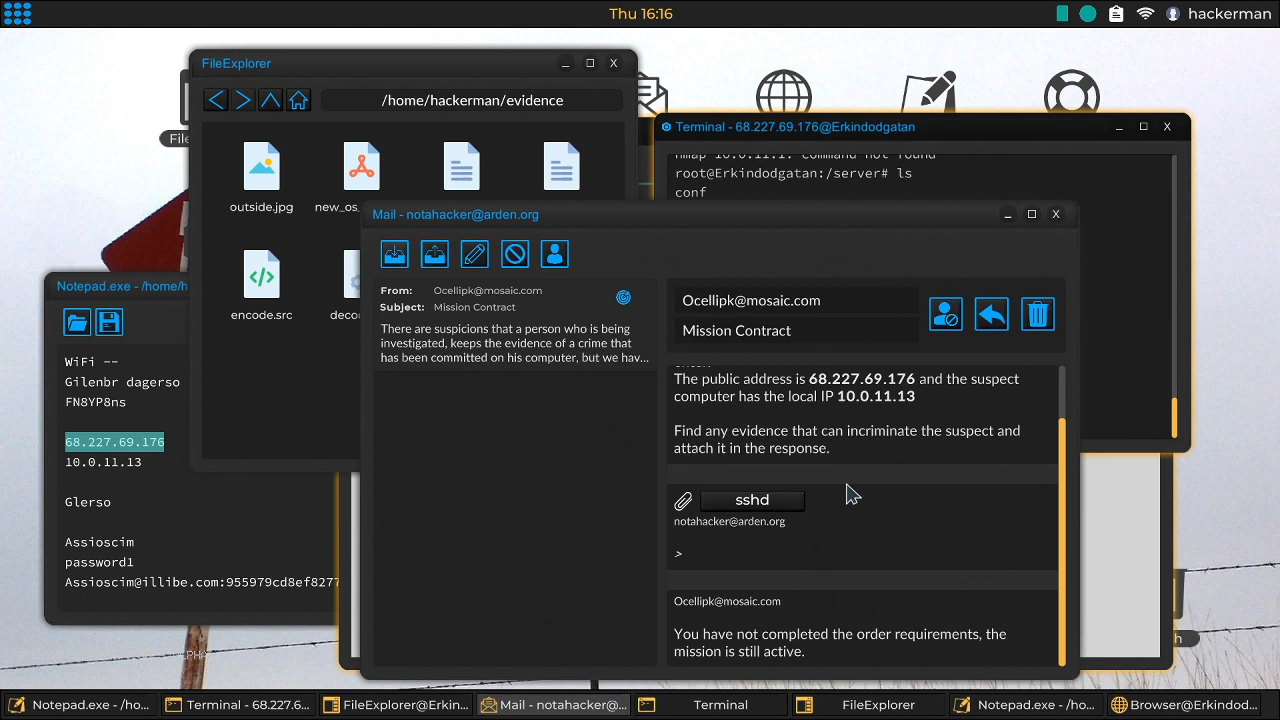 Thu 16:16
hackerman
FileExplorer
/home/hackerman/evidence
outside.jpg
new_os_
encode.src
Terminal - 68.227.69.176@Erkindodgatan
nmap 10.0.11.1: Command not found
root@Erkindodgatan:/server# ls
conf
Notepad.exe - /home/h
WiFi --
Gilenbr dagerso
FN8YP8ns
68.227.69.176
10.0.11.13
Glerso
Assioscim
password1
Assioscim@illibe.com:955979cd8ef8277
Mail - notahacker@arden.org
From: Ocellipk@mosaic.com
Subject: Mission Contract
There are suspicions that a person who is being
investigated, keeps the evidence of a crime that
has been committed on his computer, but we hav...
Ocellipk@mosaic.com
Mission Contract
The public address is 68.227.69.176 and the suspect
computer has the local IP 10.0.11.13
Find any evidence that can incriminate the suspect and
attach it in the response.
sshd
notahacker@arden.org
>
Ocellipk@mosaic.com
You have not completed the order requirements, the
mission is still active.
Notepad.exe - /ho...
Terminal - 68.227.6...
FileExplorer@Erkin...
Mail - notahacker@...
Terminal
FileExplorer
Notepad.exe - /ho...
Browser@Erkindod...